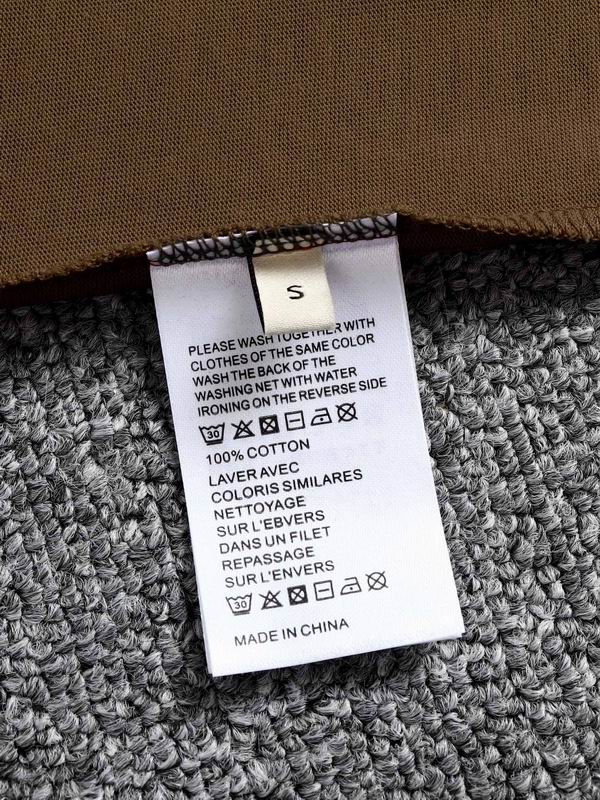 S
PLEASE WASH TOGETHER WITH
CLOTHES OF THE SAME COLOR
WASH THE BACK OF THE
WASHING NET WITH WATER
IRONING ON THE REVERSE SIDE
30
100% COTTON
LAVER AVEC
COLORIS SIMILARES
NETTOYAGE
SUR L'EBVERS
DANS UN FILET
REPASSAGE
SUR L'ENVERS
30
MADE IN CHINA